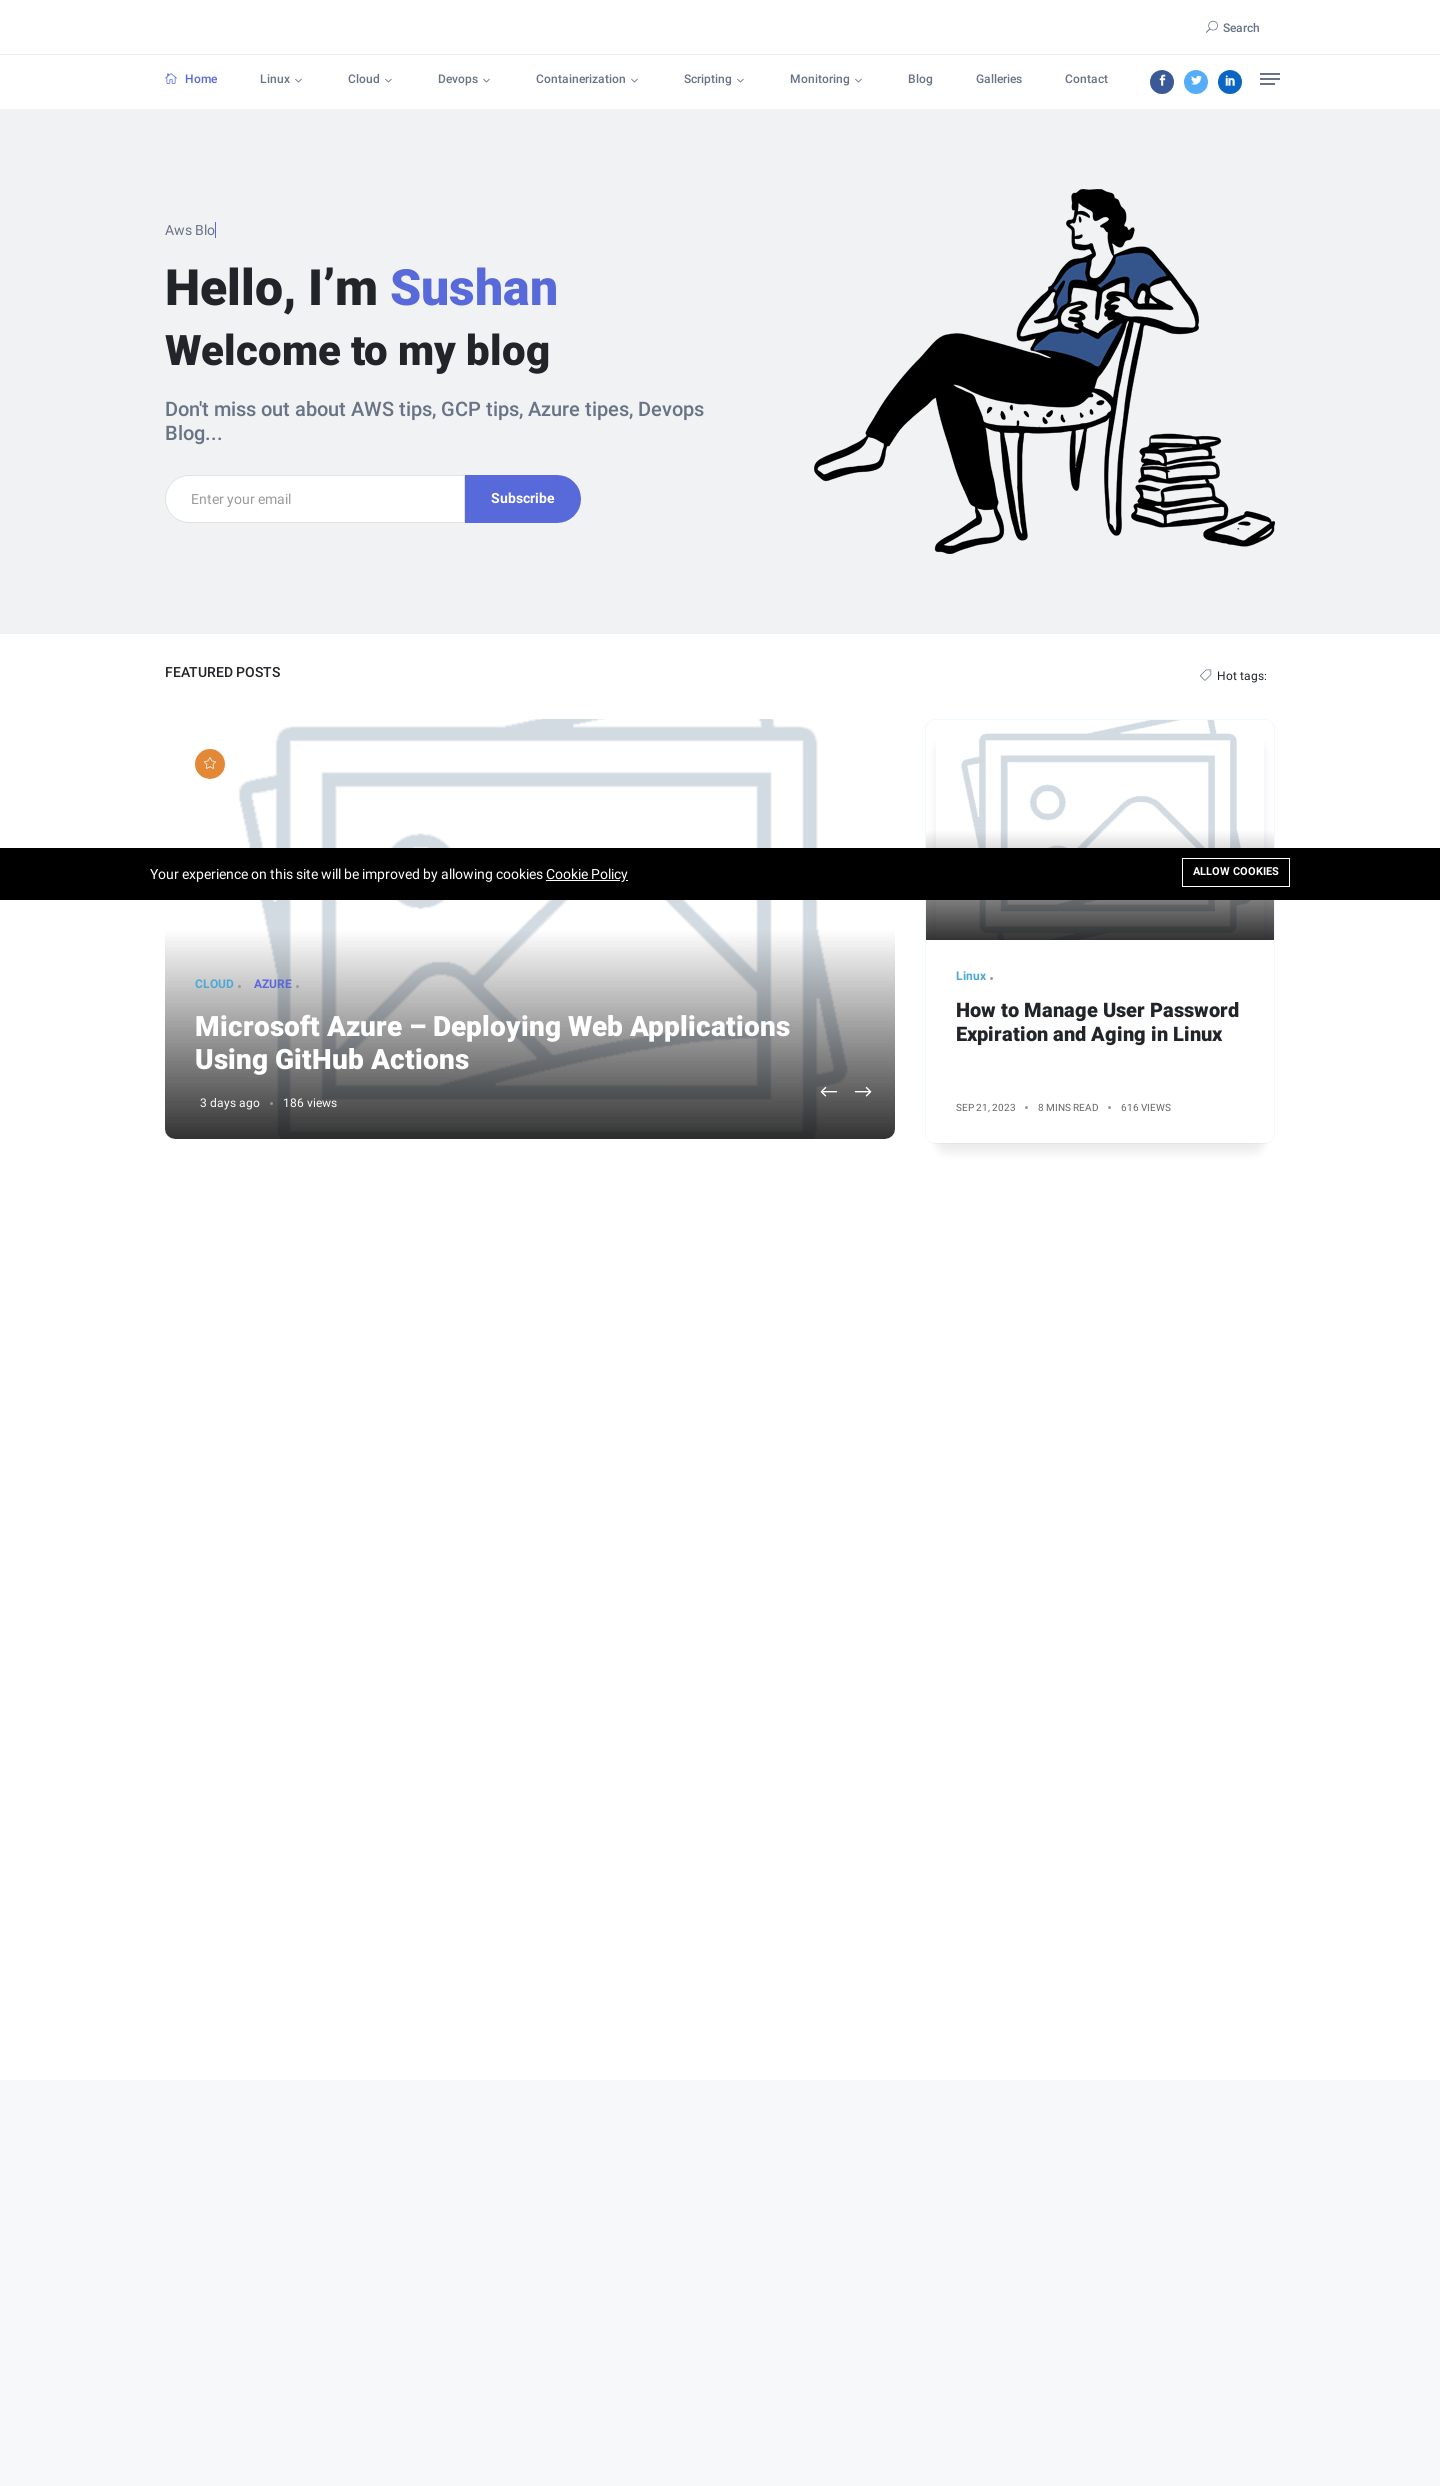 Search
Home Linux Cloud Devops Containerization Scripting Monitoring Blog Galleries Contact
Aws Blo
Hello, I’m Sushan
Welcome to my blog
Don't miss out about AWS tips, GCP tips, Azure tipes, Devops
Blog...
Enter your email Subscribe
FEATURED POSTS
Hot tags:
Your experience on this site will be improved by allowing cookies Cookie Policy
ALLOW COOKIES
CLOUD AZURE
Microsoft Azure – Deploying Web Applications
Using GitHub Actions
3 days ago • 186 views
Linux
How to Manage User Password
Expiration and Aging in Linux
SEP 21, 2023 • 8 MINS READ • 616 VIEWS